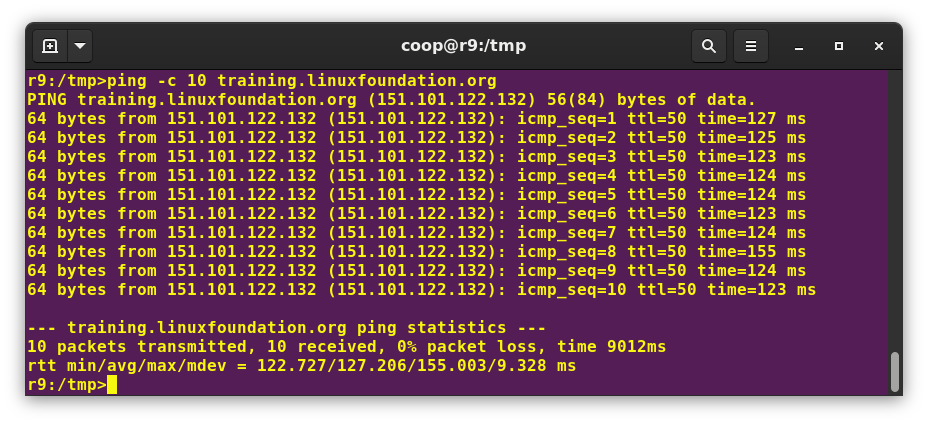 coop@r9:/tmp
r9:/tmp>ping -c 10 training.linuxfoundation.org
PING training.linuxfoundation.org (151.101.122.132) 56(84) bytes of data.
64 bytes from 151.101.122.132 (151.101.122.132): icmp_seq=1 ttl=50 time=127 ms
64 bytes from 151.101.122.132 (151.101.122.132): icmp_seq=2 ttl=50 time=125 ms
64 bytes from 151.101.122.132 (151.101.122.132): icmp_seq=3 ttl=50 time=123 ms
64 bytes from 151.101.122.132 (151.101.122.132): icmp_seq=4 ttl=50 time=124 ms
64 bytes from 151.101.122.132 (151.101.122.132): icmp_seq=5 ttl=50 time=124 ms
64 bytes from 151.101.122.132 (151.101.122.132): icmp_seq=6 ttl=50 time=123 ms
64 bytes from 151.101.122.132 (151.101.122.132): icmp_seq=7 ttl=50 time=124 ms
64 bytes from 151.101.122.132 (151.101.122.132): icmp_seq=8 ttl=50 time=155 ms
64 bytes from 151.101.122.132 (151.101.122.132): icmp_seq=9 ttl=50 time=124 ms
64 bytes from 151.101.122.132 (151.101.122.132): icmp_seq=10 ttl=50 time=123 ms

--- training.linuxfoundation.org ping statistics ---
10 packets transmitted, 10 received, 0% packet loss, time 9012ms
rtt min/avg/max/mdev = 122.727/127.206/155.003/9.328 ms
r9:/tmp>